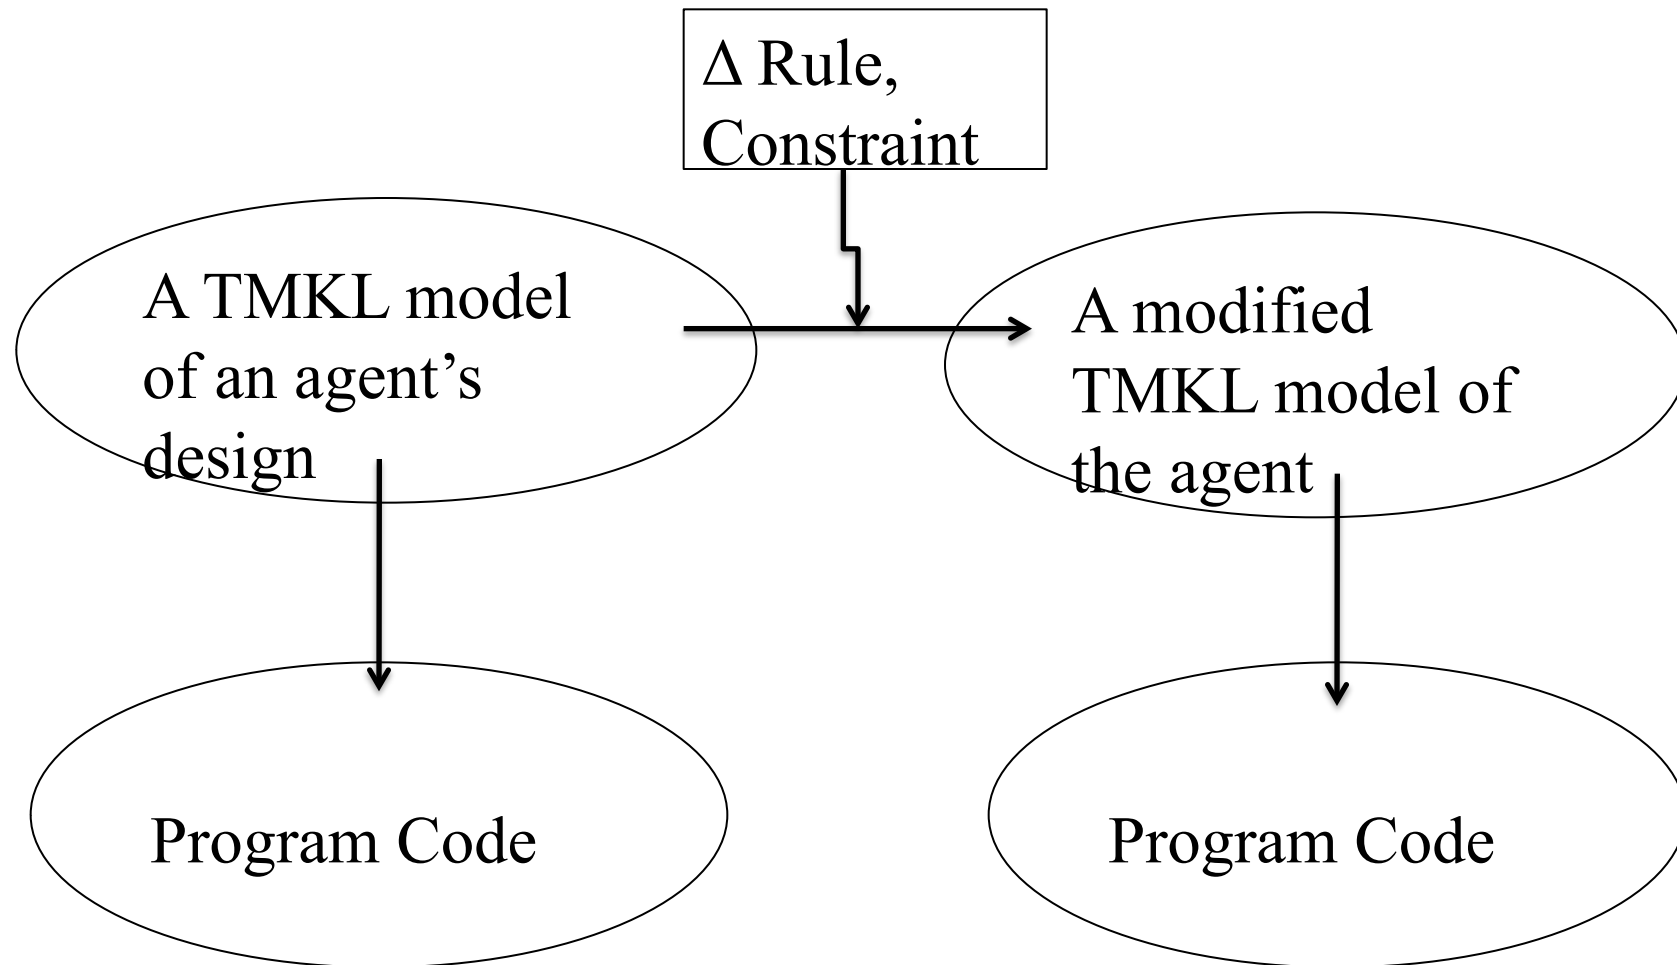 Δ Rule,
Constraint
A TMKL model
of an agent’s
design
A modified
TMKL model of
the agent
Program Code
Program Code